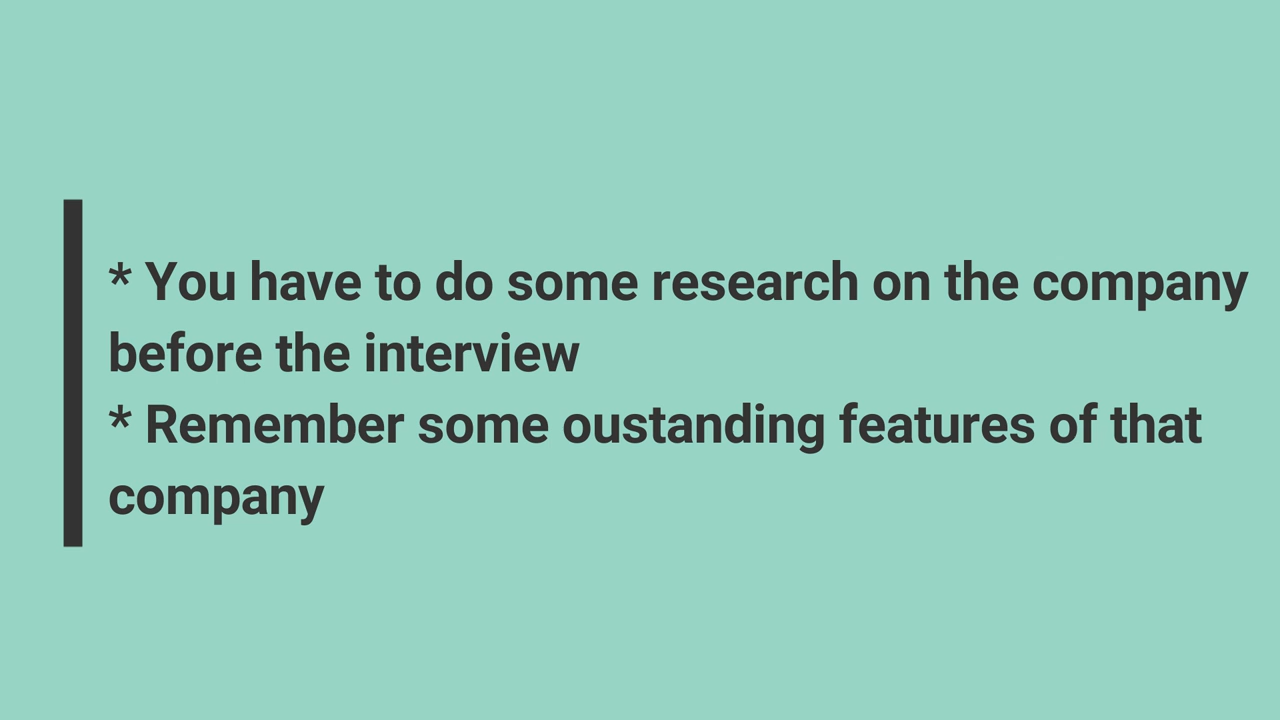 * You have to do some research on the company
before the interview
* Remember some oustanding features of that
company